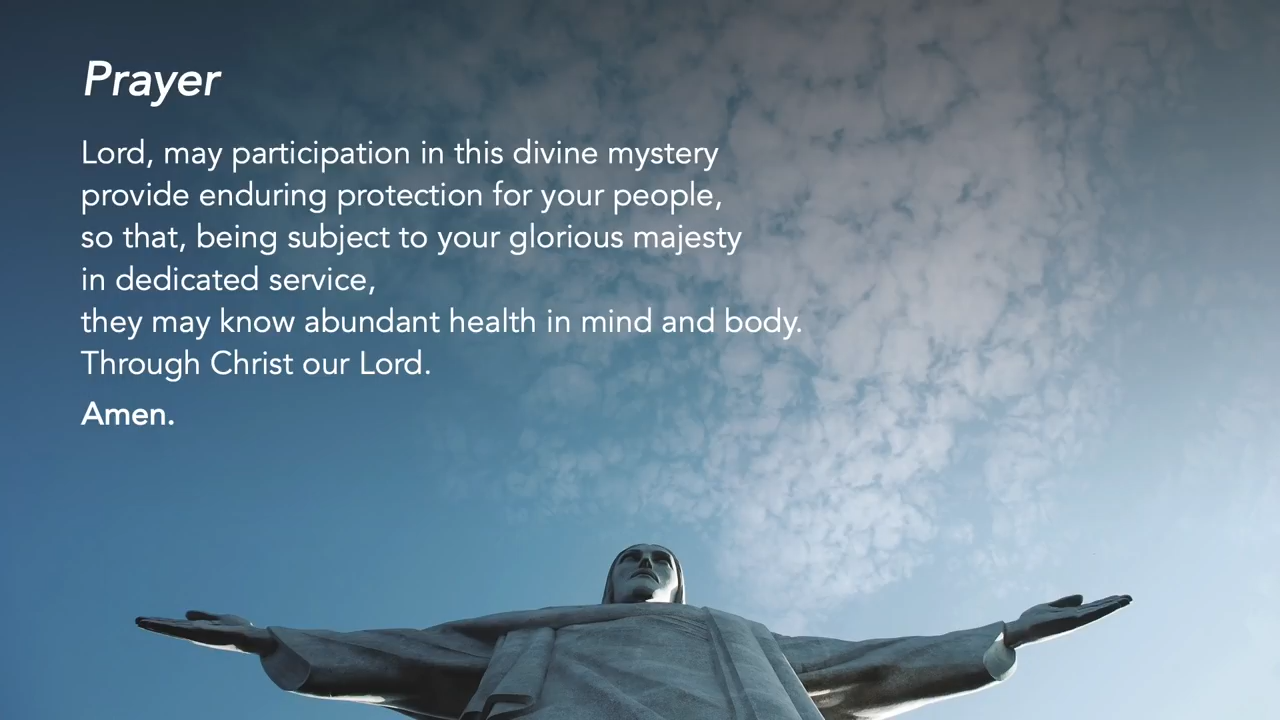 Prayer
Lord, may participation in this divine mystery
provide enduring protection for your people,
so that, being subject to your glorious majesty
in dedicated service,
they may know abundant health in mind and body.
Through Christ our Lord.
Amen.